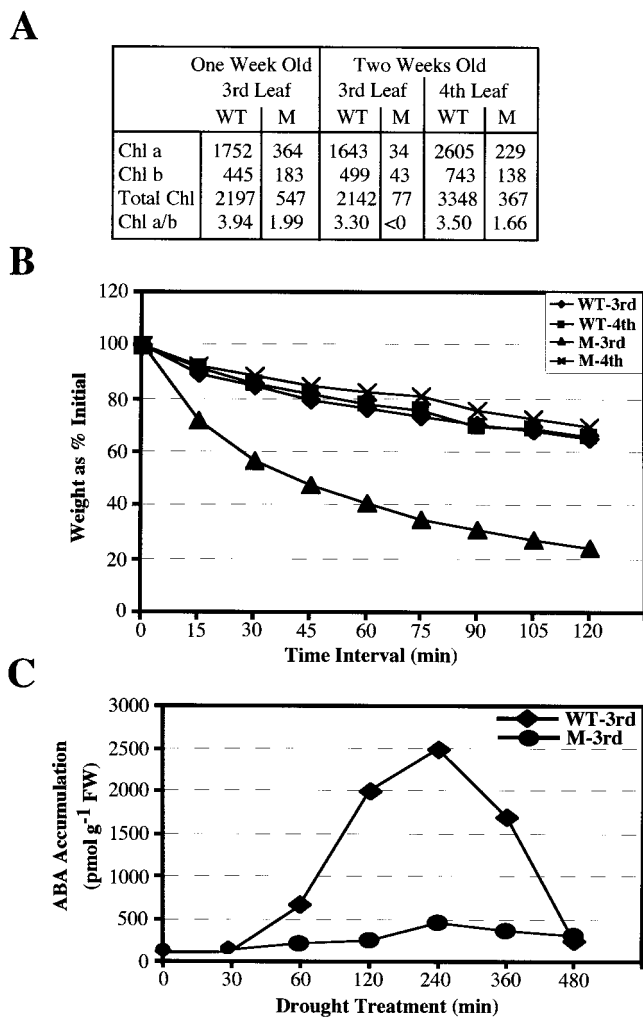 A
One Week Old Two Weeks Old
3rd Leaf 3rd Leaf 4th Leaf
WT M WT M WT M
Chl a 1752 364 1643 34 2605 229
Chl b 445 183 499 43 743 138
Total Chl 2197 547 2142 77 3348 367
Chl a/b 3.94 1.99 3.30 <0 3.50 1.66
B
120
100
80
60
40
20
0
Weight as % Initial
WT-3rd
WT-4th
M-3rd
M-4th
0 15 30 45 60 75 90 105 120
Time Interval (min)
C
3000
2500
2000
1500
1000
500
0
ABA Accumulation
(pmol g-1 FW)
WT-3rd
M-3rd
0 30 60 120 240 360 480
Drought Treatment (min)